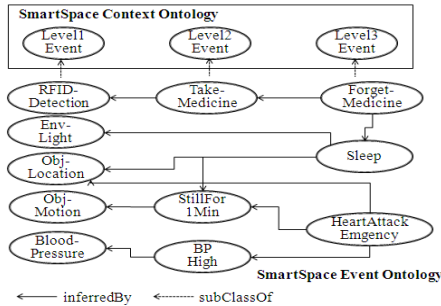 SmartSpace Context Ontology
Level1
Event
Level2
Event
Level3
Event
RFID-
Detection
Take-
Medicine
Forget-
Medicine
Env-
Light
Obj-
Location
Sleep
Obj-
Motion
StillFor
1Min
HeartAttack
Emgency
Blood-
Pressure
BP
High
SmartSpace Event Ontology
inferredBy
subClassOf